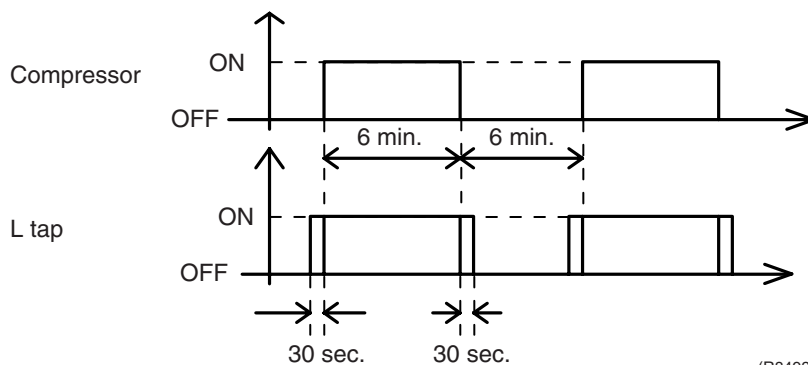 Compressor
ON
OFF
6 min.
6 min.
L tap
ON
OFF
30 sec.
30 sec.